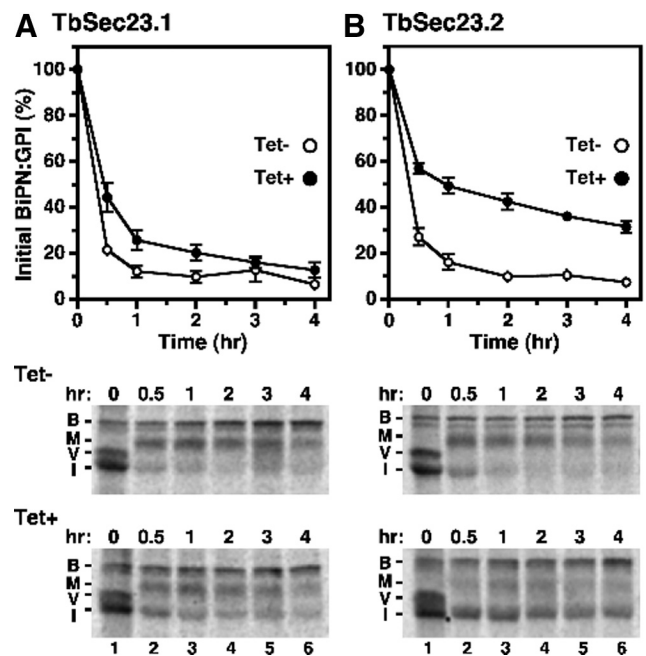 A TbSec23.1
B TbSec23.2
Initial BiPN:GPI (%)
100
80
60
40
20
0
Tet-
Tet+
0 1 2 3 4
Time (hr)
100
80
60
40
20
0
Tet-
Tet+
0 1 2 3 4
Time (hr)
Tet-
hr: 0 0.5 1 2 3 4
B
M
V
I
hr: 0 0.5 1 2 3 4
B
M
V
I
Tet+
hr: 0 0.5 1 2 3 4
B
M
V
I
1 2 3 4 5 6
hr: 0 0.5 1 2 3 4
B
M
V
I
1 2 3 4 5 6